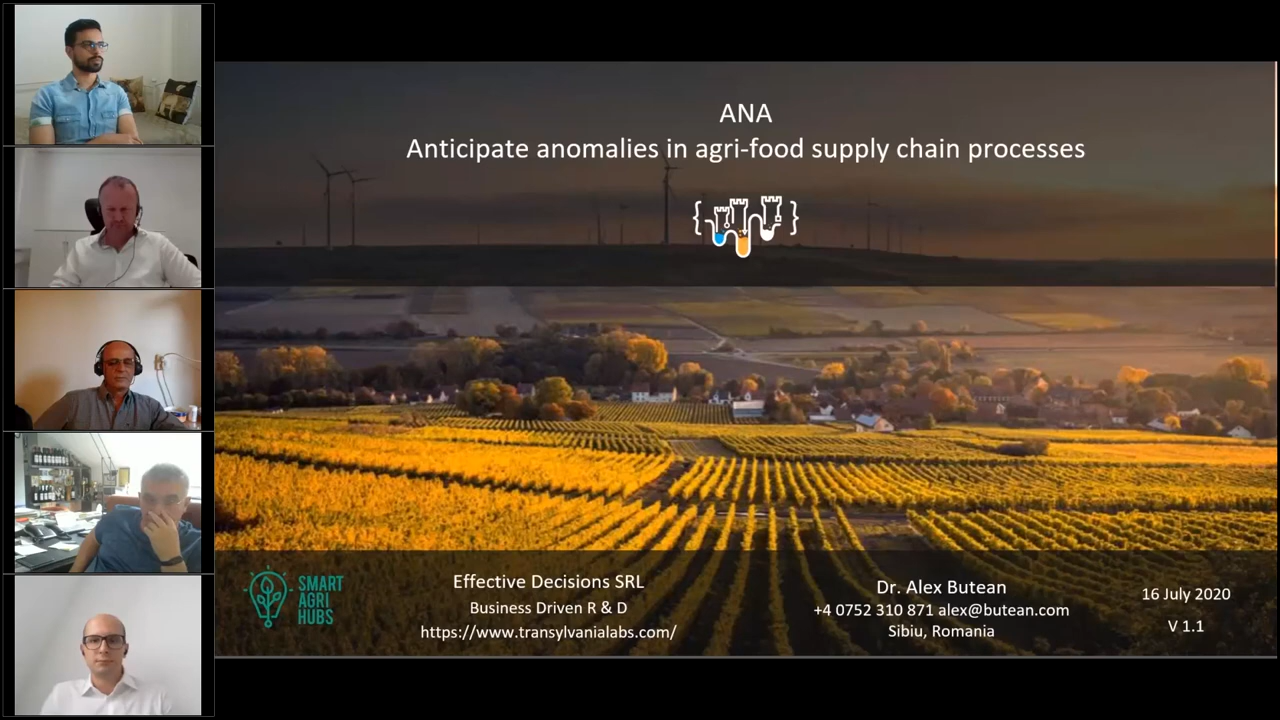 ANA
Anticipate anomalies in agri-food supply chain processes
SMART
AGRI
HUBS
Effective Decisions SRL
Business Driven R & D
https://www.transylvanialabs.com/
Dr. Alex Butean
+4 0752 310 871 alex@butean.com
Sibiu, Romania
16 July 2020
V 1.1